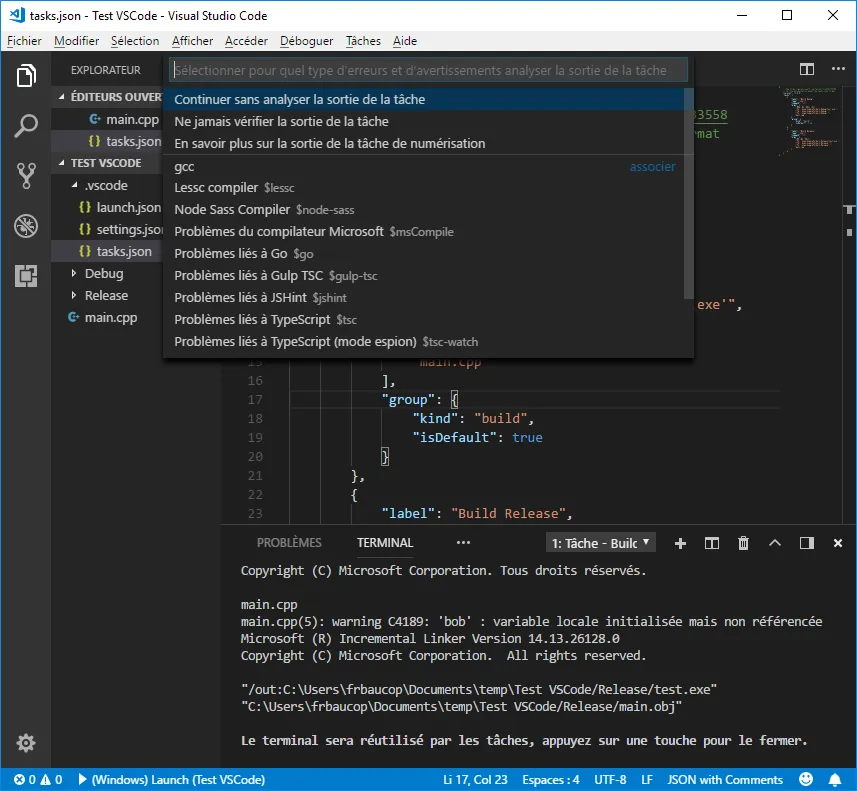 tasks.json - Test VSCode - Visual Studio Code
Fichier Modifier Sélection Afficher Accéder Déboguer Tâches Aide
EXPLORATEUR
ÉDITEURS OUVER
main.cpp
{} tasks.json
TEST VSCODE
.vscode
{} launch.json
{} settings.json
{} tasks.json
Debug
Release
main.cpp
Sélectionner pour quel type d'erreurs et d'avertissements analyser la sortie de la tâche
Continuer sans analyser la sortie de la tâche
Ne jamais vérifier la sortie de la tâche
En savoir plus sur la sortie de la tâche de numérisation
gcc associer
Lessc compiler $lessc
Node Sass Compiler $node-sass
Problèmes du compilateur Microsoft $msCompile
Problèmes liés à Go $go
Problèmes liés à Gulp TSC $gulp-tsc
Problèmes liés à JSHint $jshint
Problèmes liés à TypeScript $tsc
Problèmes liés à TypeScript (mode espion) $tsc-watch
33558
rmat
exe'",
15 main.cpp
16 ],
17 "group": {
18 "kind": "build",
19 "isDefault": true
20 }
21 },
22 {
23 "label": "Build Release",
PROBLÈMES TERMINAL ··· 1: Tâche - Builc
Copyright (C) Microsoft Corporation. Tous droits réservés.
main.cpp
main.cpp(5): warning C4189: 'bob' : variable locale initialisée mais non référencée
Microsoft (R) Incremental Linker Version 14.13.26128.0
Copyright (C) Microsoft Corporation.  All rights reserved.
"/out:C:\Users\frbaucop\Documents\temp\Test VSCode/Release/test.exe"
"C:\Users\frbaucop\Documents\temp\Test VSCode/Release/main.obj"
Le terminal sera réutilisé par les tâches, appuyez sur une touche pour le fermer.
0 0 (Windows) Launch (Test VSCode) Li 17, Col 23 Espaces : 4 UTF-8 LF JSON with Comments